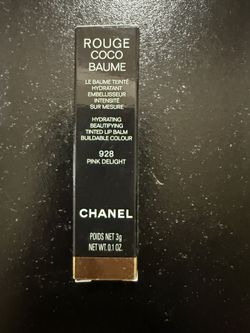 ROUGE
COCO
BAUME
LE BAUME TEINTÉ
HYDRATANT
EMBELLISSEUR
INTENSITÉ
SUR MESURE
HYDRATING
BEAUTIFYING
TINTED LIP BALM
BUILDABLE COLOUR
928
PINK DELIGHT
CHANEL
POIDS NET 3g
NET WT. 0.1 OZ.